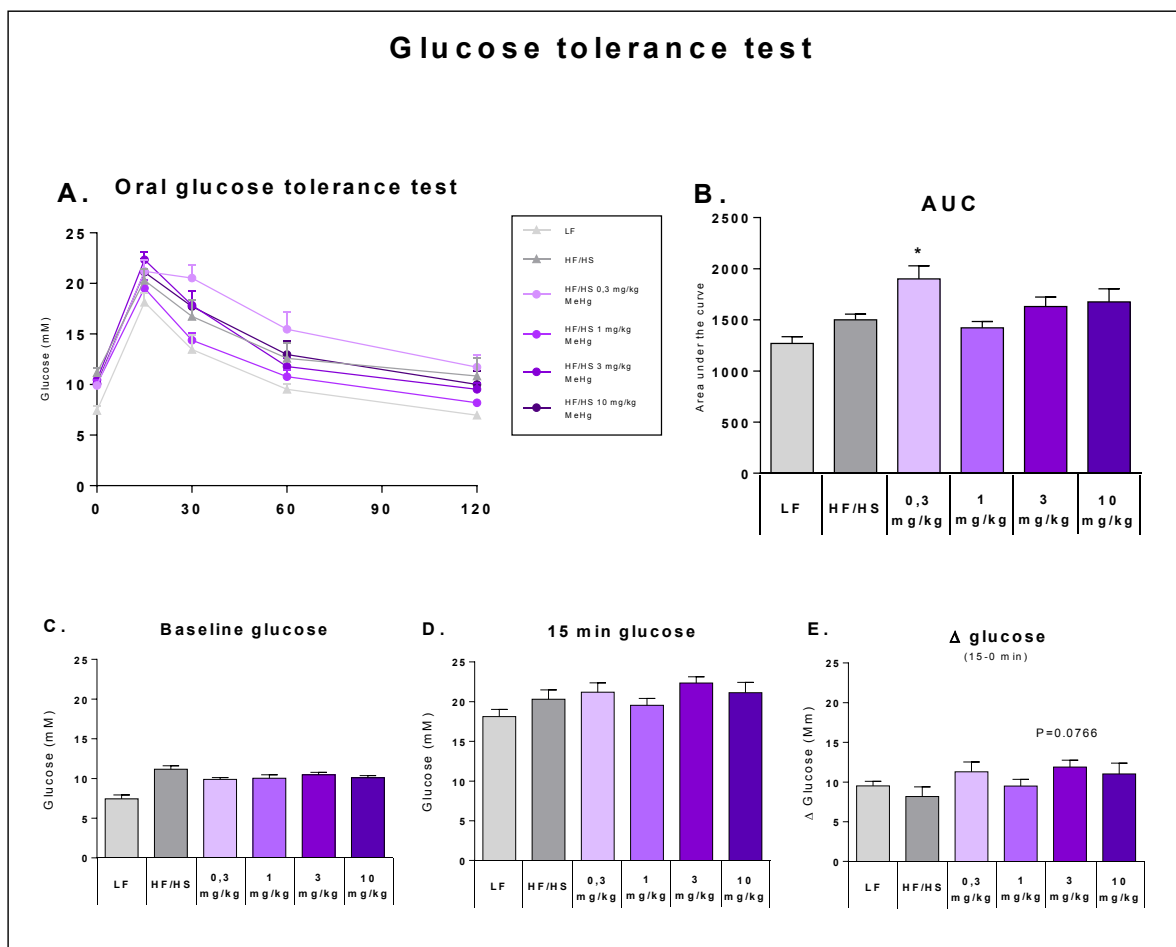 Glucose tolerance test
A. Oral glucose tolerance test
Glucose (mM)
25
20
15
10
5
0
0 30 60 90 120
LF
HF/HS
HF/HS 0,3 mg/kg
MeHg
HF/HS 1 mg/kg
MeHg
HF/HS 3 mg/kg
MeHg
HF/HS 10 mg/kg
MeHg
B. AUC
Area under the curve
2500
2000
1500
1000
500
0
*
LF HF/HS 0,3 mg/kg 1 mg/kg 3 mg/kg 10 mg/kg
C. Baseline glucose
Glucose (mM)
25
20
15
10
5
0
LF HF/HS 0,3 mg/kg 1 mg/kg 3 mg/kg 10 mg/kg
D. 15 min glucose
Glucose (mM)
25
20
15
10
5
0
LF HF/HS 0,3 mg/kg 1 mg/kg 3 mg/kg 10 mg/kg
E. Δ glucose
(15-0 min)
Δ Glucose (Mm)
25
20
15
10
5
0
P=0.0766
LF HF/HS 0,3 mg/kg 1 mg/kg 3 mg/kg 10 mg/kg